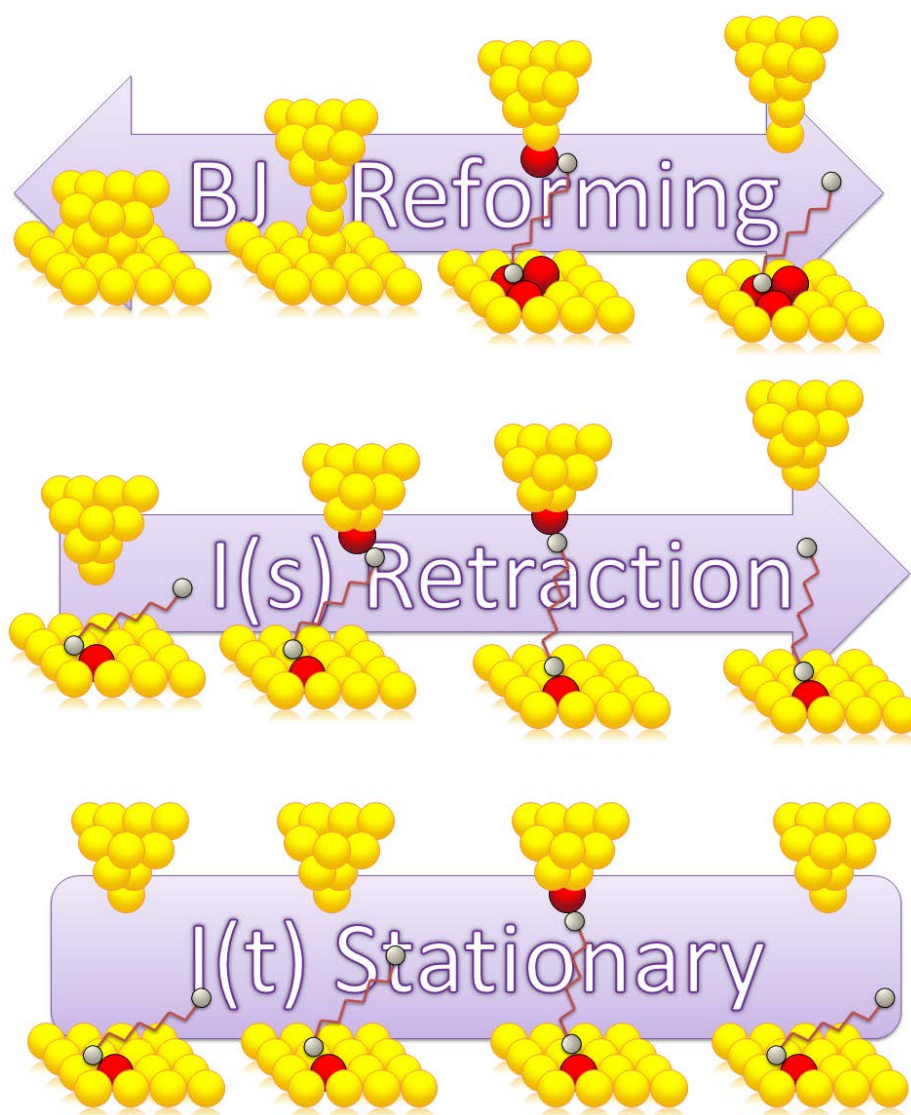 BJ Reforming
I(s) Retraction
I(t) Stationary